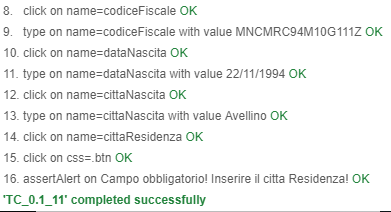 8. click on name=codiceFiscale OK
9. type on name=codiceFiscale with value MNCMRC94M10G111Z OK
10. click on name=dataNascita OK
11. type on name=dataNascita with value 22/11/1994 OK
12. click on name=cittaNascita OK
13. type on name=cittaNascita with value Avellino OK
14. click on name=cittaResidenza OK
15. click on css=.btn OK
16. assertAlert on Campo obbligatorio! Inserire il citta Residenza! OK
'TC_0.1_11' completed successfully